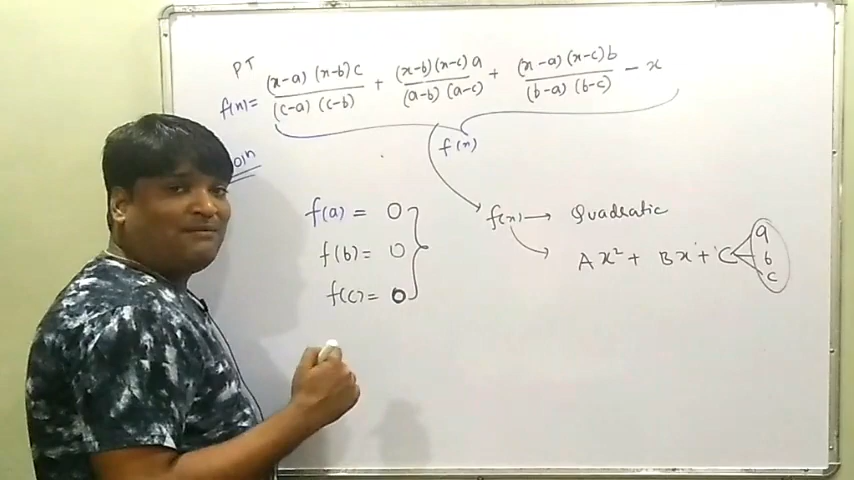 PT
f(x) = (x-a)(x-b)c/(c-a)(c-b) + (x-b)(x-c)a/(a-b)(a-c) + (x-a)(x-c)b/(b-a)(b-c) - x
f(x)
f(a) = 0
f(x) → Quadratic
f(b) = 0
Ax² + Bx + C
a
b
c
f(c) = 0